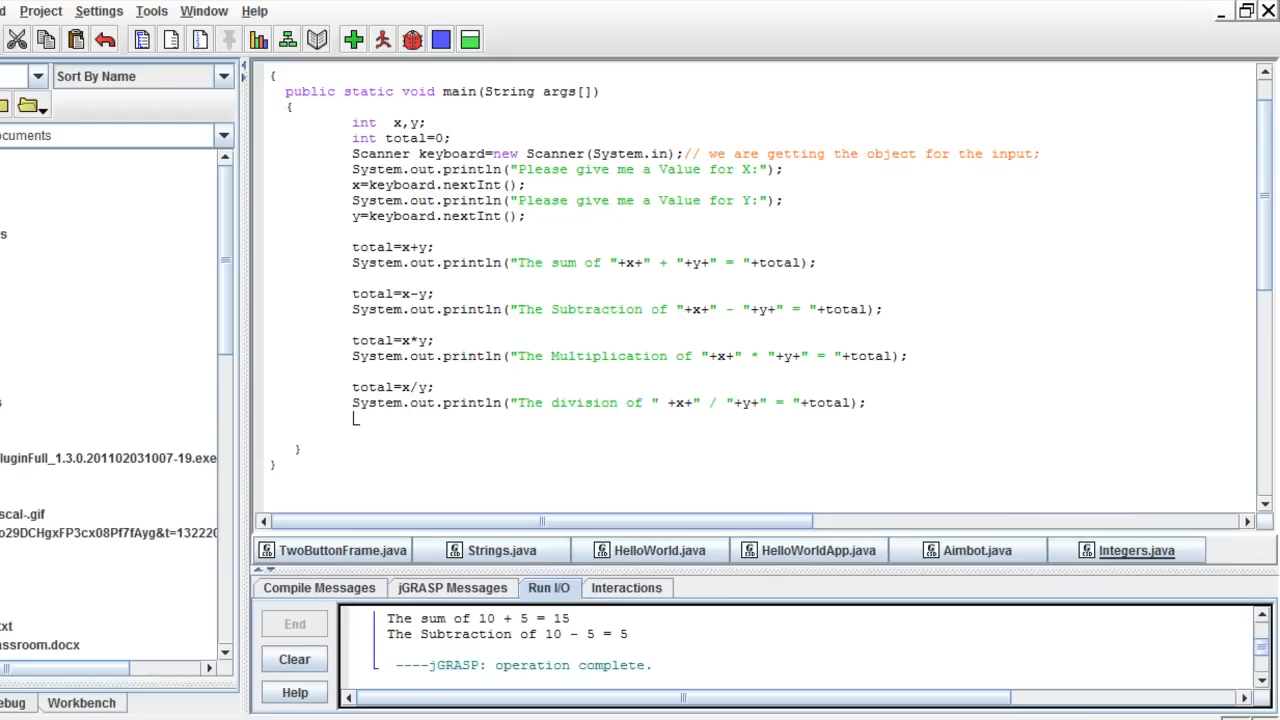 d Project Settings Tools Window Help
Sort By Name
ocuments
s
s
luginFull_1.3.0.201102031007-19.exe
scal-.gif
o29DCHgxFP3cx08Pf7fAyg&t=13222
txt
assroom.docx
ebug Workbench
{
public static void main(String args[])
{
int x,y;
int total=0;
Scanner keyboard=new Scanner(System.in);// we are getting the object for the input;
System.out.println("Please give me a Value for X:");
x=keyboard.nextInt();
System.out.println("Please give me a Value for Y:");
y=keyboard.nextInt();
total=x+y;
System.out.println("The sum of "+x+" + "+y+" = "+total);
total=x-y;
System.out.println("The Subtraction of "+x+" - "+y+" = "+total);
total=x*y;
System.out.println("The Multiplication of "+x+" * "+y+" = "+total);
total=x/y;
System.out.println("The division of " +x+" / "+y+" = "+total);
}
}
TwoButtonFrame.java Strings.java HelloWorld.java HelloWorldApp.java Aimbot.java Integers.java
Compile Messages jGRASP Messages Run I/O Interactions
End
Clear
Help
The sum of 10 + 5 = 15
The Subtraction of 10 - 5 = 5
----jGRASP: operation complete.